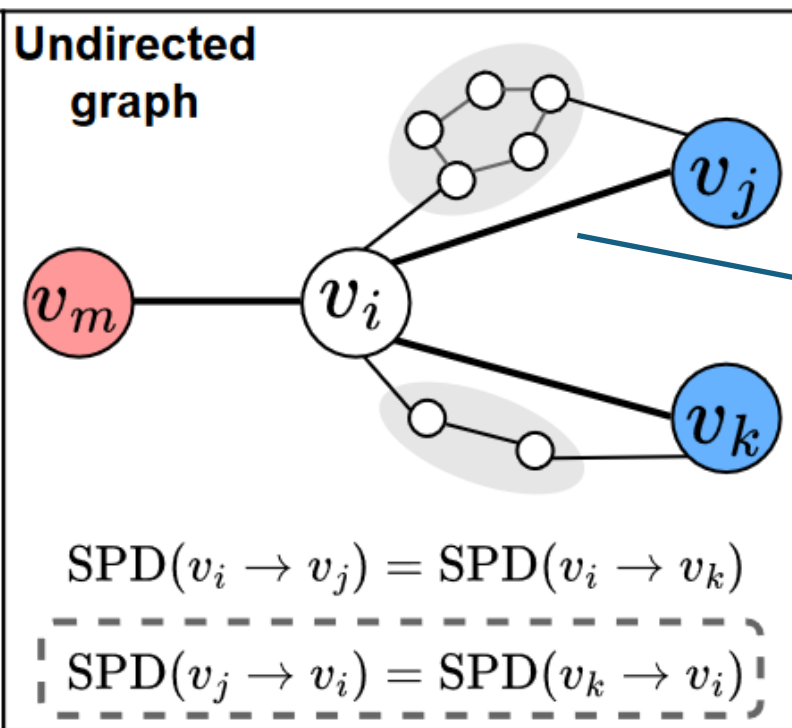 Undirected
graph
v_j
v_m
v_i
v_k
SPD(v_i → v_j) = SPD(v_i → v_k)
SPD(v_j → v_i) = SPD(v_k → v_i)